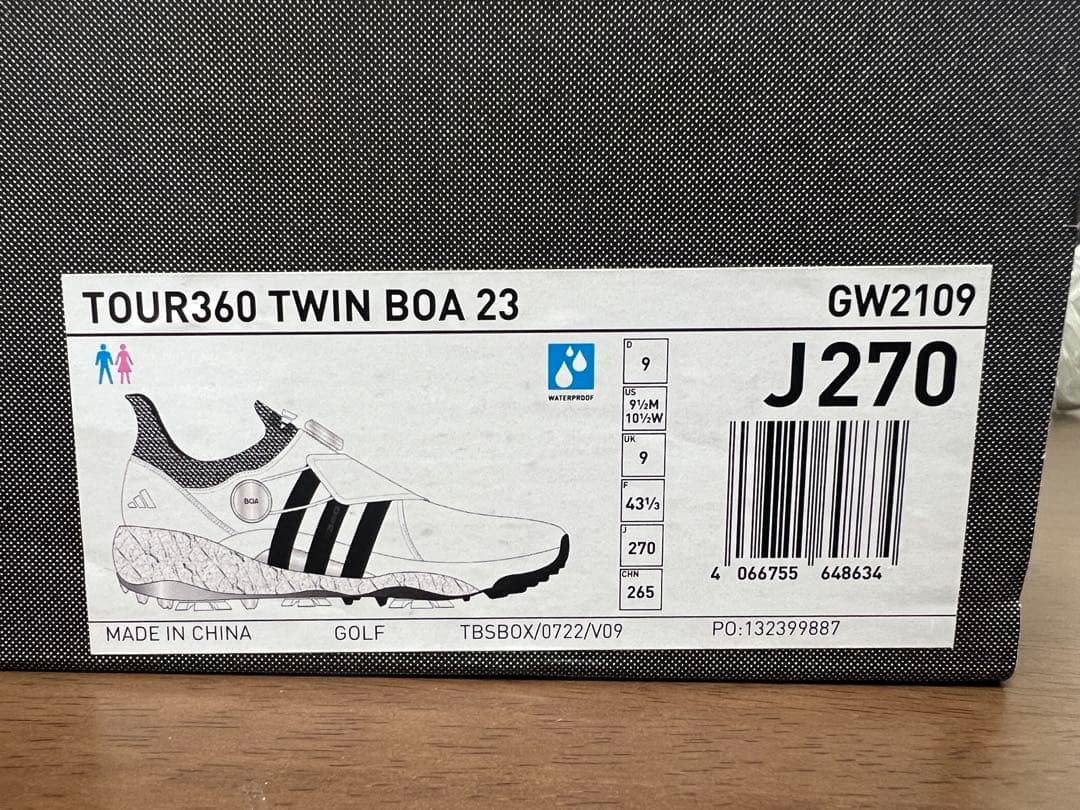 TOUR360 TWIN BOA 23
GW2109
WATERPROOF
D
9
US
9½M
10½W
UK
9
F
43⅓
J
270
CHN
265
J270
BOA
4 066755 648634
MADE IN CHINA
GOLF
TBSBOX/0722/V09
PO:132399887